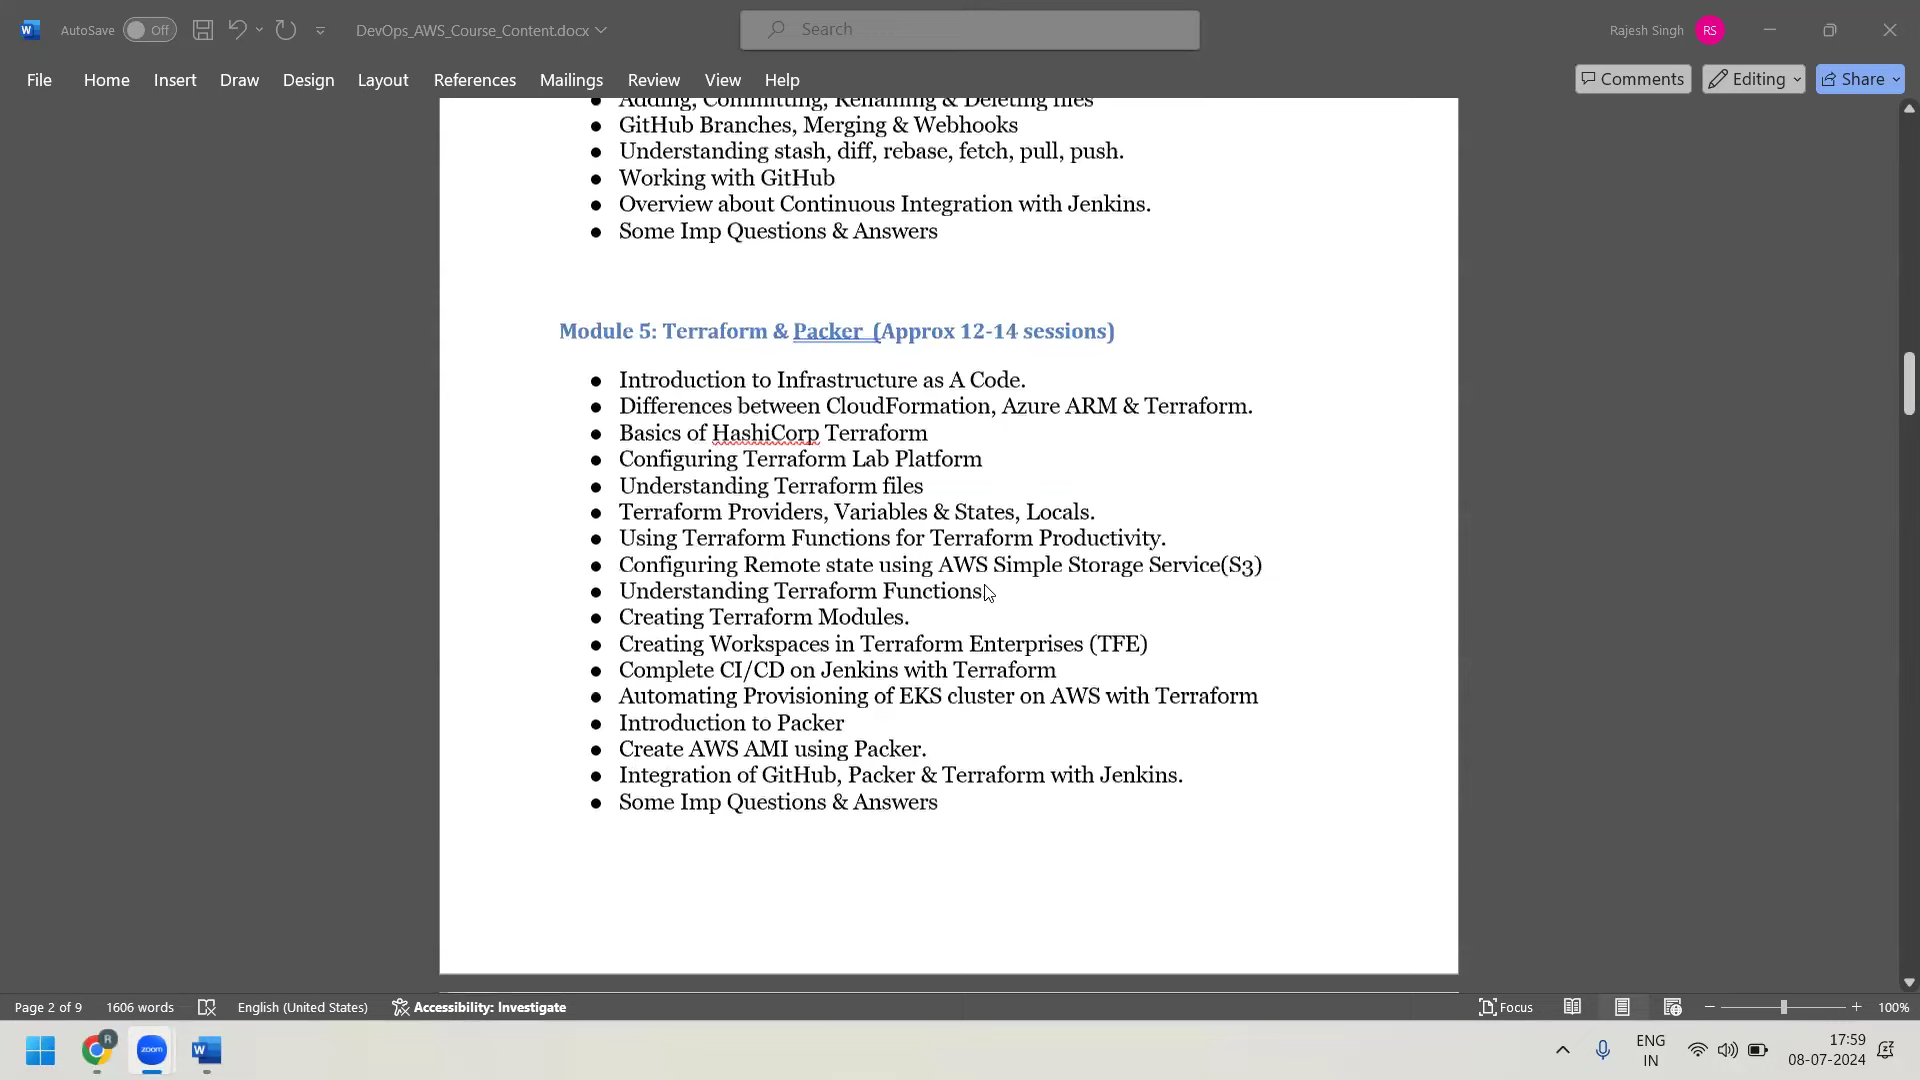 AutoSave Off DevOps_AWS_Course_Content.docx Search Rajesh Singh RS
File Home Insert Draw Design Layout References Mailings Review View Help Comments Editing Share
Adding, Committing, Renaming & Deleting files
● GitHub Branches, Merging & Webhooks
● Understanding stash, diff, rebase, fetch, pull, push.
● Working with GitHub
● Overview about Continuous Integration with Jenkins.
● Some Imp Questions & Answers
Module 5: Terraform & Packer (Approx 12-14 sessions)
● Introduction to Infrastructure as A Code.
● Differences between CloudFormation, Azure ARM & Terraform.
● Basics of HashiCorp Terraform
● Configuring Terraform Lab Platform
● Understanding Terraform files
● Terraform Providers, Variables & States, Locals.
● Using Terraform Functions for Terraform Productivity.
● Configuring Remote state using AWS Simple Storage Service(S3)
● Understanding Terraform Functions
● Creating Terraform Modules.
● Creating Workspaces in Terraform Enterprises (TFE)
● Complete CI/CD on Jenkins with Terraform
● Automating Provisioning of EKS cluster on AWS with Terraform
● Introduction to Packer
● Create AWS AMI using Packer.
● Integration of GitHub, Packer & Terraform with Jenkins.
● Some Imp Questions & Answers
Page 2 of 9 1606 words English (United States) Accessibility: Investigate Focus 100%
R zoom W ENG 17:59
IN 08-07-2024